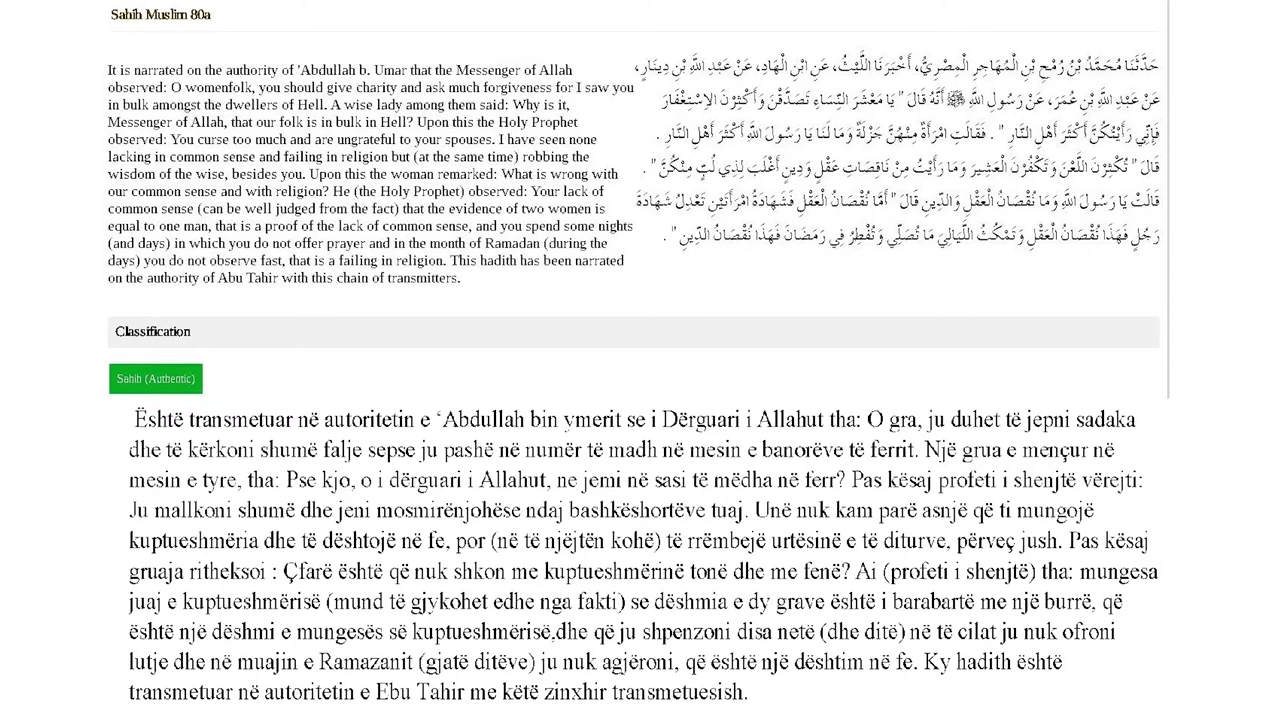 Sahih Muslim 80a
It is narrated on the authority of 'Abdullah b. Umar that the Messenger of Allah
observed: O womenfolk, you should give charity and ask much forgiveness for I saw you
in bulk amongst the dwellers of Hell. A wise lady among them said: Why is it,
Messenger of Allah, that our folk is in bulk in Hell? Upon this the Holy Prophet
observed: You curse too much and are ungrateful to your spouses. I have seen none
lacking in common sense and failing in religion but (at the same time) robbing the
wisdom of the wise, besides you. Upon this the woman remarked: What is wrong with
our common sense and with religion? He (the Holy Prophet) observed: Your lack of
common sense (can be well judged from the fact) that the evidence of two women is
equal to one man, that is a proof of the lack of common sense, and you spend some nights
(and days) in which you do not offer prayer and in the month of Ramadan (during the
days) you do not observe fast, that is a failing in religion. This hadith has been narrated
on the authority of Abu Tahir with this chain of transmitters.
حَدَّثَنَا مُحَمَّدُ بْنُ رُمْحِ بْنِ الْمُهَاجِرِ الْمِصْرِيُّ، أَخْبَرَنَا اللَّيْثُ، عَنِ ابْنِ الْهَادِ، عَنْ عَبْدِ اللَّهِ بْنِ دِينَارٍ،
عَنْ عَبْدِ اللَّهِ بْنِ عُمَرَ، عَنْ رَسُولِ اللَّهِ ﷺ أَنَّهُ قَالَ ‏"‏ يَا مَعْشَرَ النِّسَاءِ تَصَدَّقْنَ وَأَكْثِرْنَ الاِسْتِغْفَارَ
فَإِنِّي رَأَيْتُكُنَّ أَكْثَرَ أَهْلِ النَّارِ ‏"‏ ‏.‏ فَقَالَتِ امْرَأَةٌ مِنْهُنَّ جَزْلَةٌ وَمَا لَنَا يَا رَسُولَ اللَّهِ أَكْثَرَ أَهْلِ النَّارِ ‏.‏
قَالَ ‏"‏ تُكْثِرْنَ اللَّعْنَ وَتَكْفُرْنَ الْعَشِيرَ وَمَا رَأَيْتُ مِنْ نَاقِصَاتِ عَقْلٍ وَدِينٍ أَغْلَبَ لِذِي لُبٍّ مِنْكُنَّ ‏"‏ ‏.‏
قَالَتْ يَا رَسُولَ اللَّهِ وَمَا نُقْصَانُ الْعَقْلِ وَالدِّينِ قَالَ ‏"‏ أَمَّا نُقْصَانُ الْعَقْلِ فَشَهَادَةُ امْرَأَتَيْنِ تَعْدِلُ شَهَادَةَ
رَجُلٍ فَهَذَا نُقْصَانُ الْعَقْلِ وَتَمْكُثُ اللَّيَالِيَ مَا تُصَلِّي وَتُفْطِرُ فِي رَمَضَانَ فَهَذَا نُقْصَانُ الدِّينِ ‏"‏ ‏.‏
Classification
Sahih (Authentic)
Është transmetuar në autoritetin e ‘Abdullah bin ymerit se i Dërguari i Allahut tha: O gra, ju duhet të jepni sadaka
dhe të kërkoni shumë falje sepse ju pashë në numër të madh në mesin e banorëve të ferrit. Një grua e mençur në
mesin e tyre, tha: Pse kjo, o i dërguari i Allahut, ne jemi në sasi të mëdha në ferr? Pas kësaj profeti i shenjtë vërejti:
Ju mallkoni shumë dhe jeni mosmirënjohëse ndaj bashkëshortëve tuaj. Unë nuk kam parë asnjë që ti mungojë
kuptueshmëria dhe të dështojë në fe, por (në të njëjtën kohë) të rrëmbejë urtësinë e të diturve, përveç jush. Pas kësaj
gruaja ritheksoi : Çfarë është që nuk shkon me kuptueshmërinë tonë dhe me fenë? Ai (profeti i shenjtë) tha: mungesa
juaj e kuptueshmërisë (mund të gjykohet edhe nga fakti) se dëshmia e dy grave është i barabartë me një burrë, që
është një dëshmi e mungesës së kuptueshmërisë,dhe që ju shpenzoni disa netë (dhe ditë) në të cilat ju nuk ofroni
lutje dhe në muajin e Ramazanit (gjatë ditëve) ju nuk agjëroni, që është një dështim në fe. Ky hadith është
transmetuar në autoritetin e Ebu Tahir me këtë zinxhir transmetuesish.